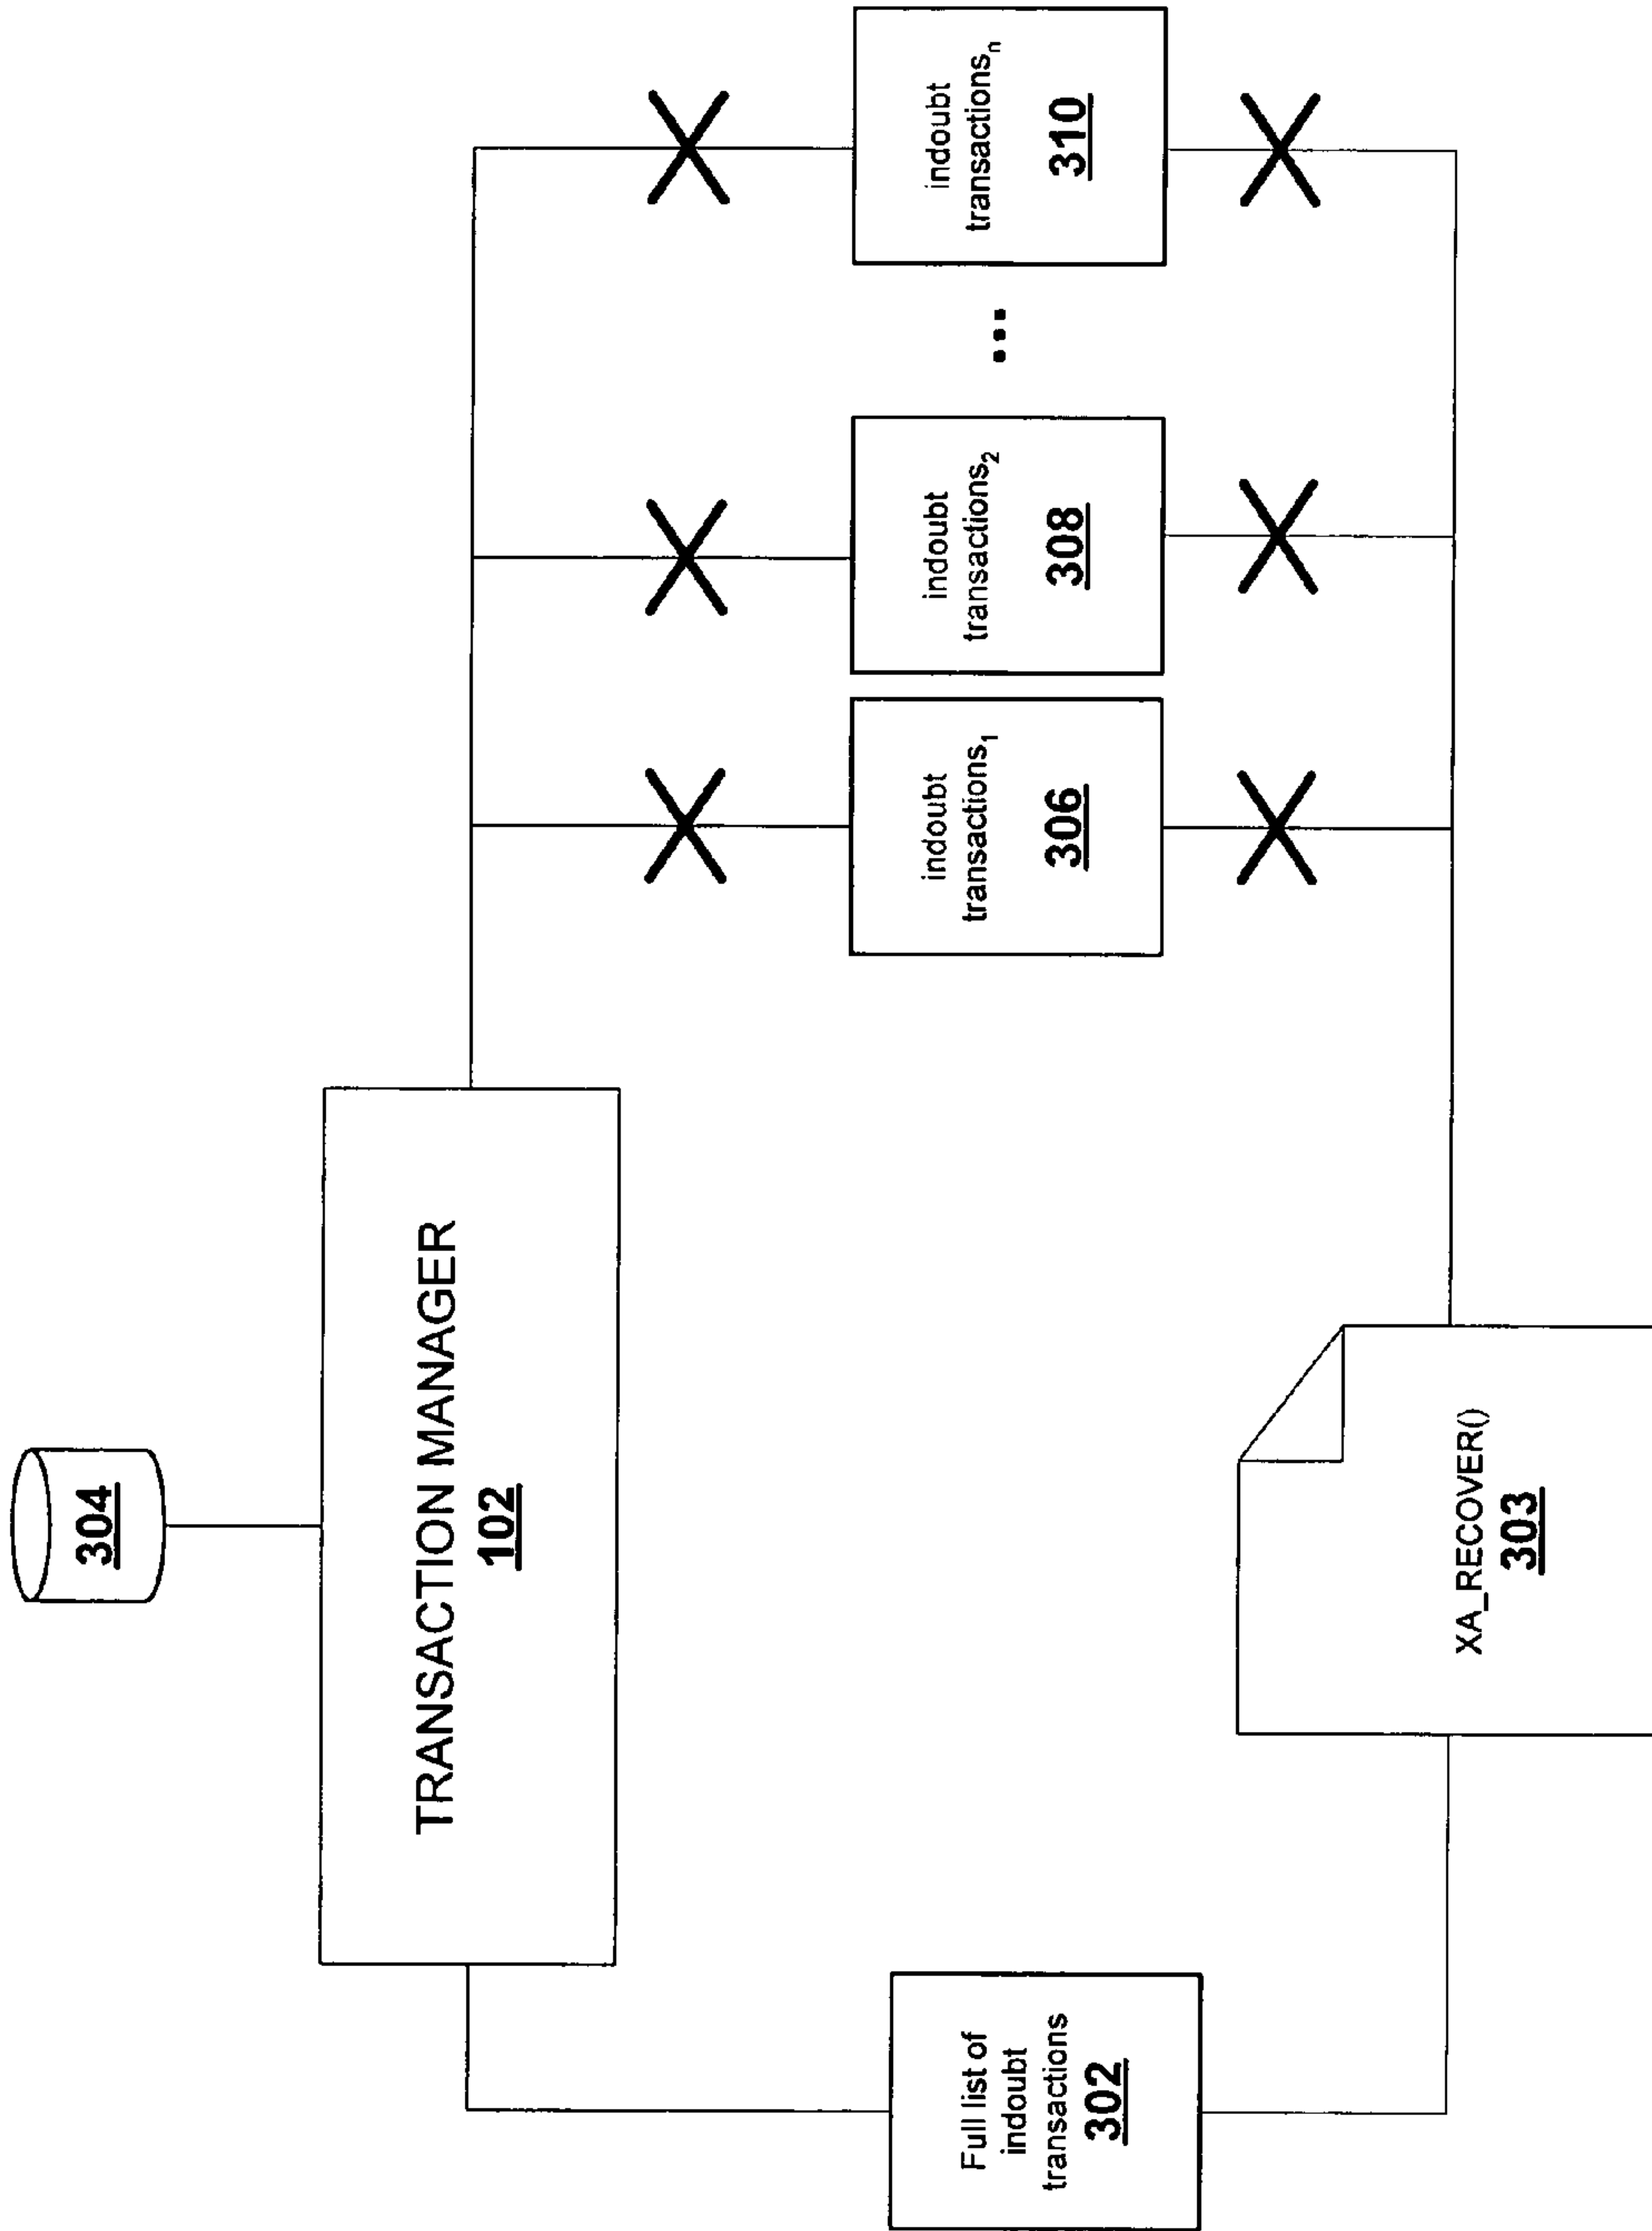 304
TRANSACTION MANAGER
102
Full list of
indoubt
transactions
302
indoubt
transactions₁
306
indoubt
transactions₂
308
...
indoubt
transactionsₙ
310
XA_RECOVER()
303